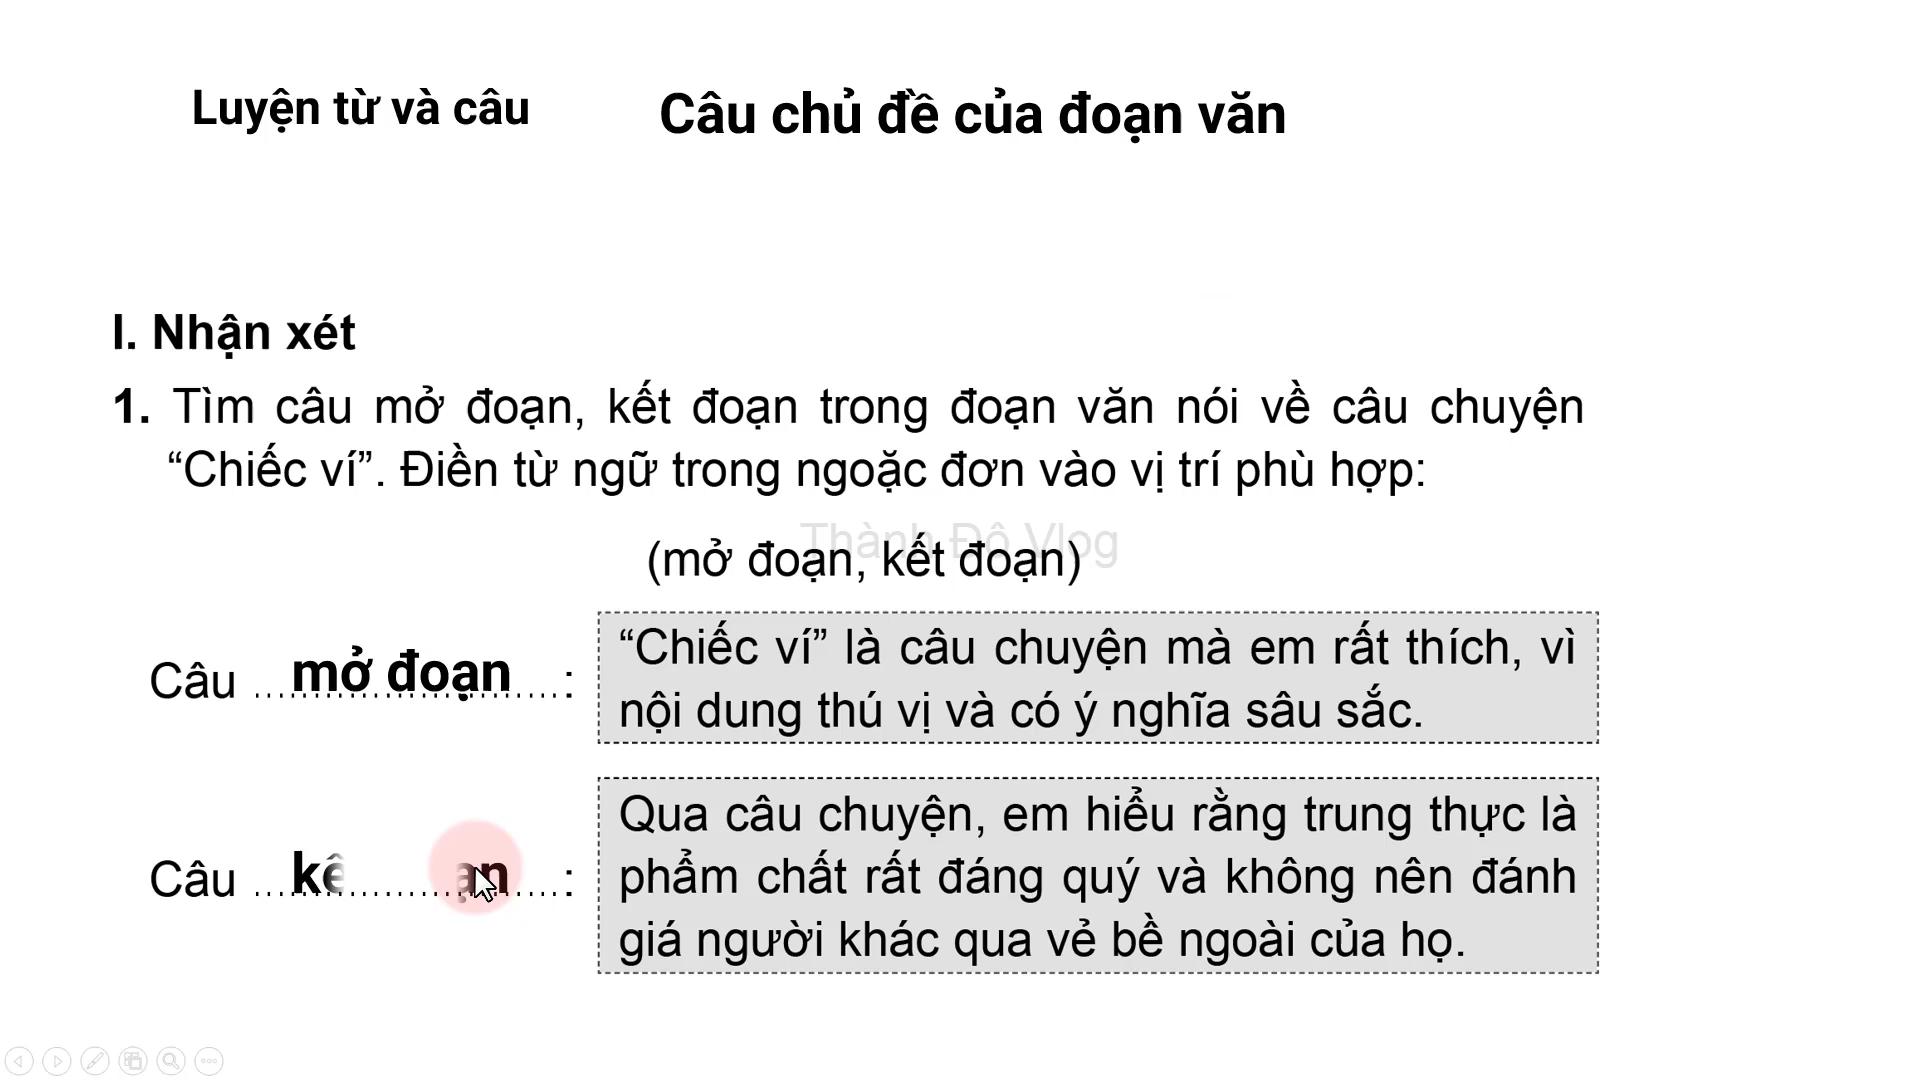 Luyện từ và câu
Câu chủ đề của đoạn văn
I. Nhận xét
1. Tìm câu mở đoạn, kết đoạn trong đoạn văn nói về câu chuyện
“Chiếc ví”. Điền từ ngữ trong ngoặc đơn vào vị trí phù hợp:
Thành Đô Vlog
(mở đoạn, kết đoạn)
Câu mở đoạn :
“Chiếc ví” là câu chuyện mà em rất thích, vì
nội dung thú vị và có ý nghĩa sâu sắc.
Câu :
Qua câu chuyện, em hiểu rằng trung thực là
phẩm chất rất đáng quý và không nên đánh
giá người khác qua vẻ bề ngoài của họ.